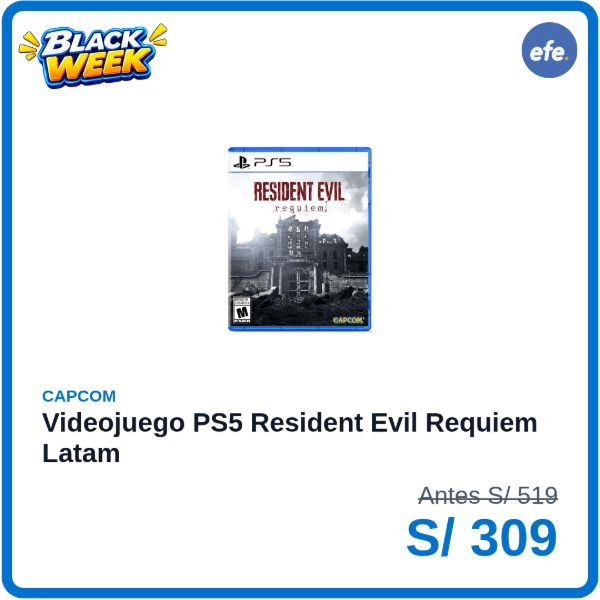 BLACK
WEEK
efe.
PS5
RESIDENT EVIL
requiem
M
CAPCOM
CAPCOM
Videojuego PS5 Resident Evil Requiem
Latam
Antes S/ 519
S/ 309